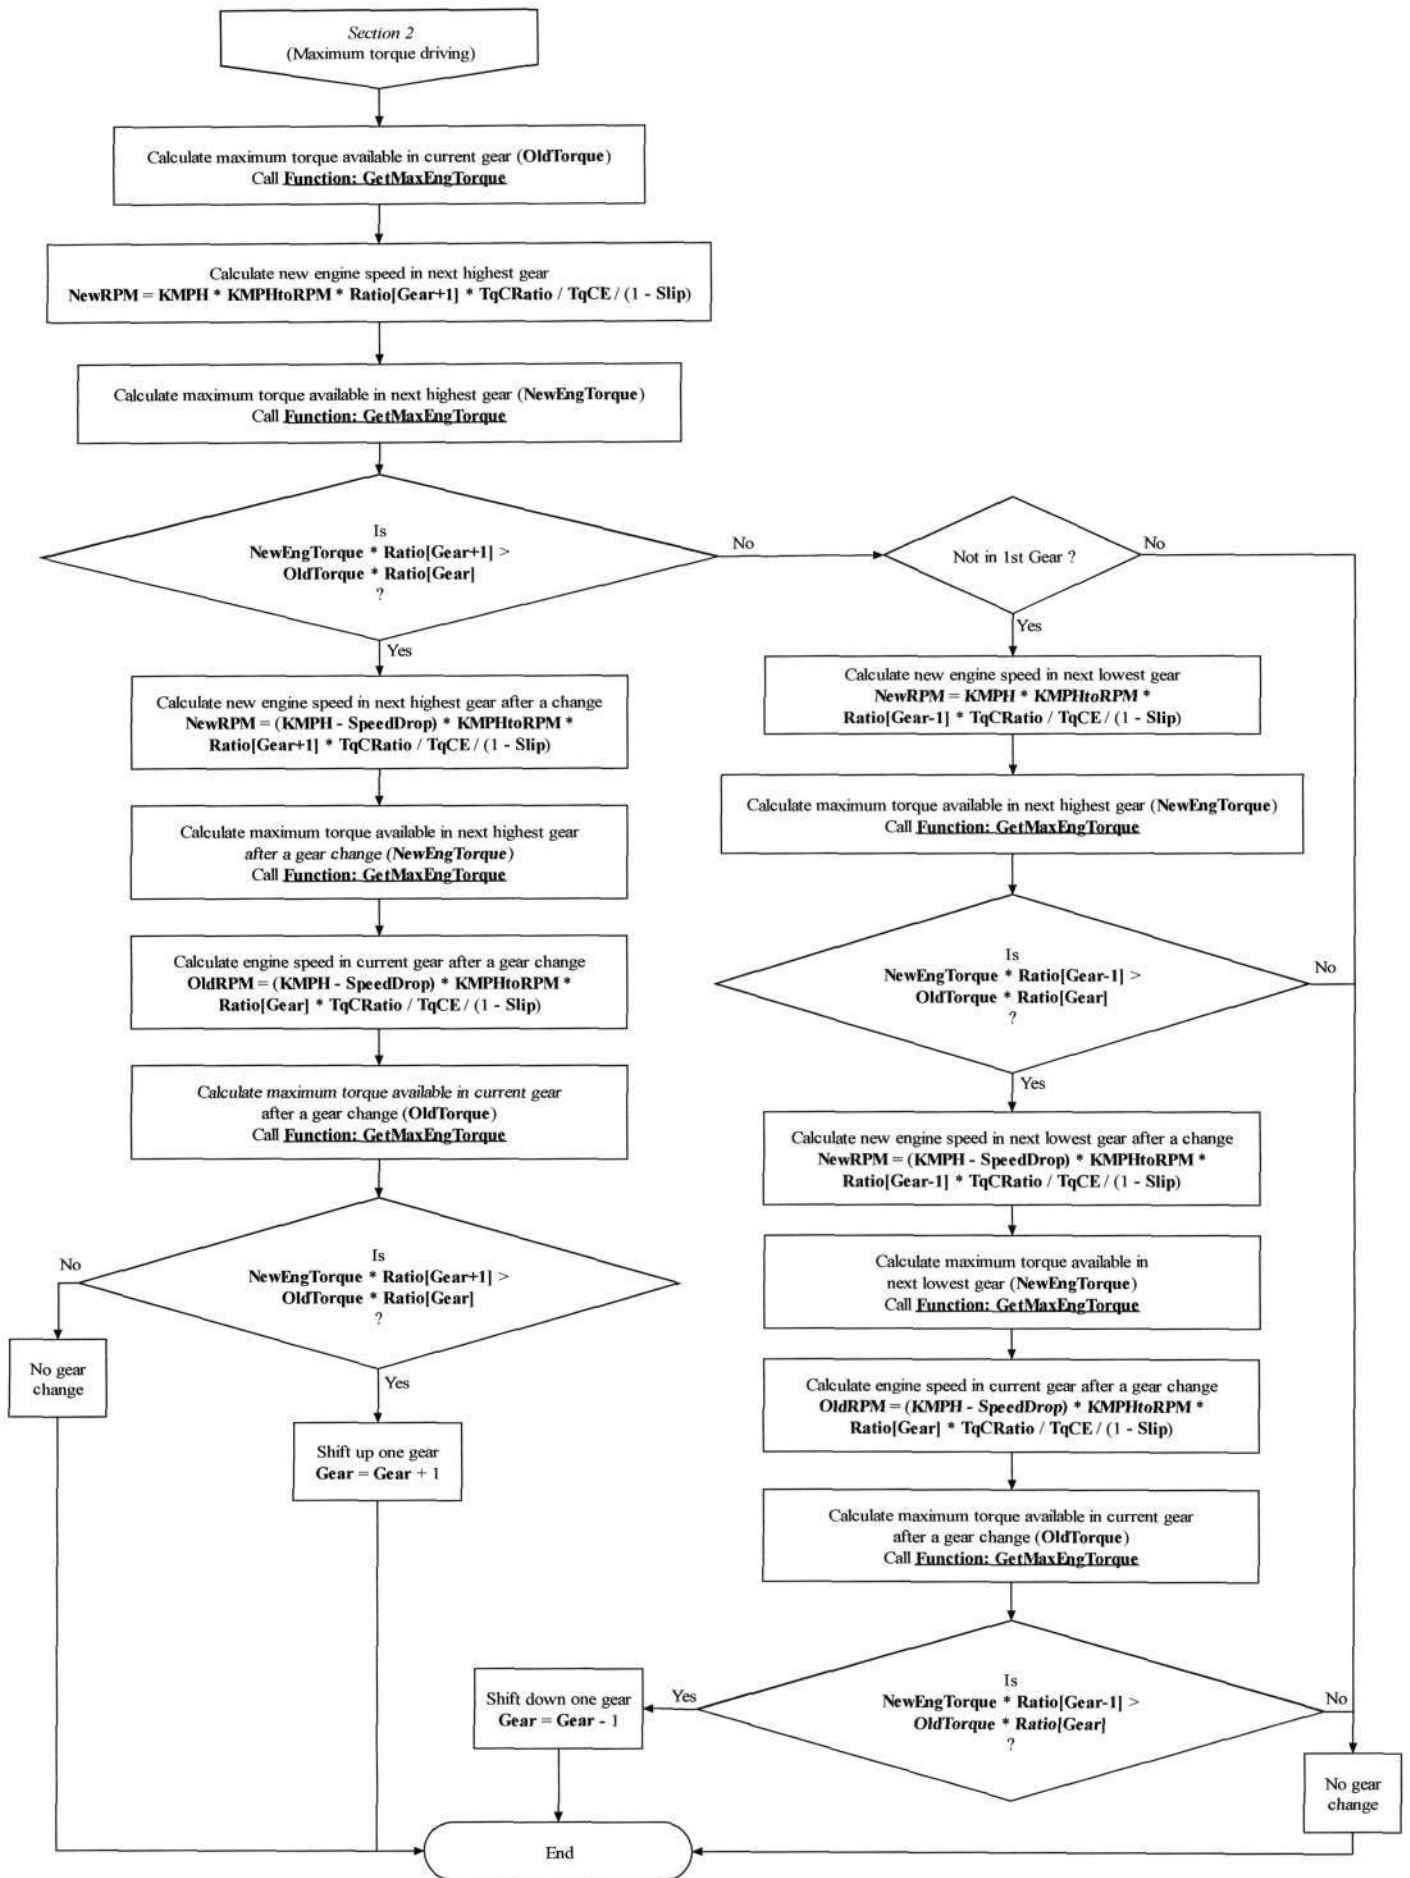 Section 2
(Maximum torque driving)
Calculate maximum torque available in current gear (OldTorque)
Call Function: GetMaxEngTorque
Calculate new engine speed in next highest gear
NewRPM = KMPH * KMPHtoRPM * Ratio[Gear+1] * TqCRatio / TqCE / (1 - Slip)
Calculate maximum torque available in next highest gear (NewEngTorque)
Call Function: GetMaxEngTorque
Is
NewEngTorque * Ratio[Gear+1] >
OldTorque * Ratio[Gear]
?
No
Yes
Not in 1st Gear ?
No
Yes
Calculate new engine speed in next highest gear after a change
NewRPM = (KMPH - SpeedDrop) * KMPHtoRPM *
Ratio[Gear+1] * TqCRatio / TqCE / (1 - Slip)
Calculate maximum torque available in next highest gear
after a gear change (NewEngTorque)
Call Function: GetMaxEngTorque
Calculate engine speed in current gear after a gear change
OldRPM = (KMPH - SpeedDrop) * KMPHtoRPM *
Ratio[Gear] * TqCRatio / TqCE / (1 - Slip)
Calculate maximum torque available in current gear
after a gear change (OldTorque)
Call Function: GetMaxEngTorque
Is
NewEngTorque * Ratio[Gear+1] >
OldTorque * Ratio[Gear]
?
No
Yes
No gear
change
Shift up one gear
Gear = Gear + 1
Calculate new engine speed in next lowest gear
NewRPM = KMPH * KMPHtoRPM *
Ratio[Gear-1] * TqCRatio / TqCE / (1 - Slip)
Calculate maximum torque available in next highest gear (NewEngTorque)
Call Function: GetMaxEngTorque
Is
NewEngTorque * Ratio[Gear-1] >
OldTorque * Ratio[Gear]
?
No
Yes
Calculate new engine speed in next lowest gear after a change
NewRPM = (KMPH - SpeedDrop) * KMPHtoRPM *
Ratio[Gear-1] * TqCRatio / TqCE / (1 - Slip)
Calculate maximum torque available in
next lowest gear (NewEngTorque)
Call Function: GetMaxEngTorque
Calculate engine speed in current gear after a gear change
OldRPM = (KMPH - SpeedDrop) * KMPHtoRPM *
Ratio[Gear] * TqCRatio / TqCE / (1 - Slip)
Calculate maximum torque available in current gear
after a gear change (OldTorque)
Call Function: GetMaxEngTorque
Is
NewEngTorque * Ratio[Gear-1] >
OldTorque * Ratio[Gear]
?
Yes
No
Shift down one gear
Gear = Gear - 1
No gear
change
End